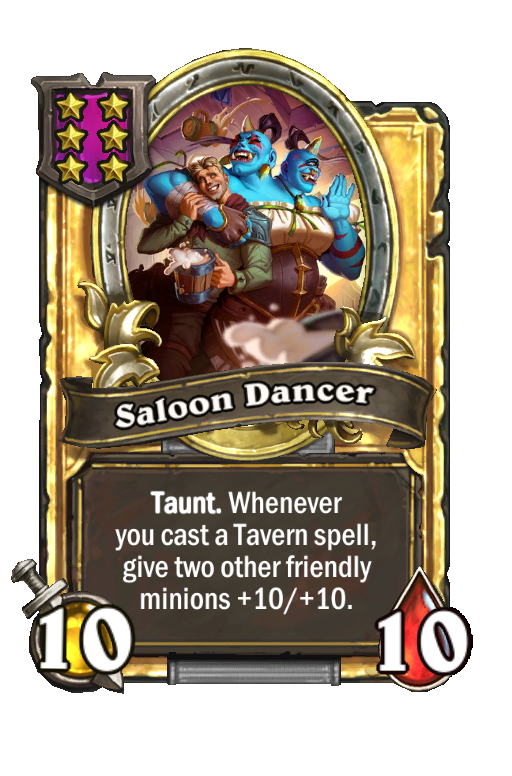 Saloon Dancer
Taunt. Whenever
you cast a Tavern spell,
give two other friendly
minions +10/+10.
10
10